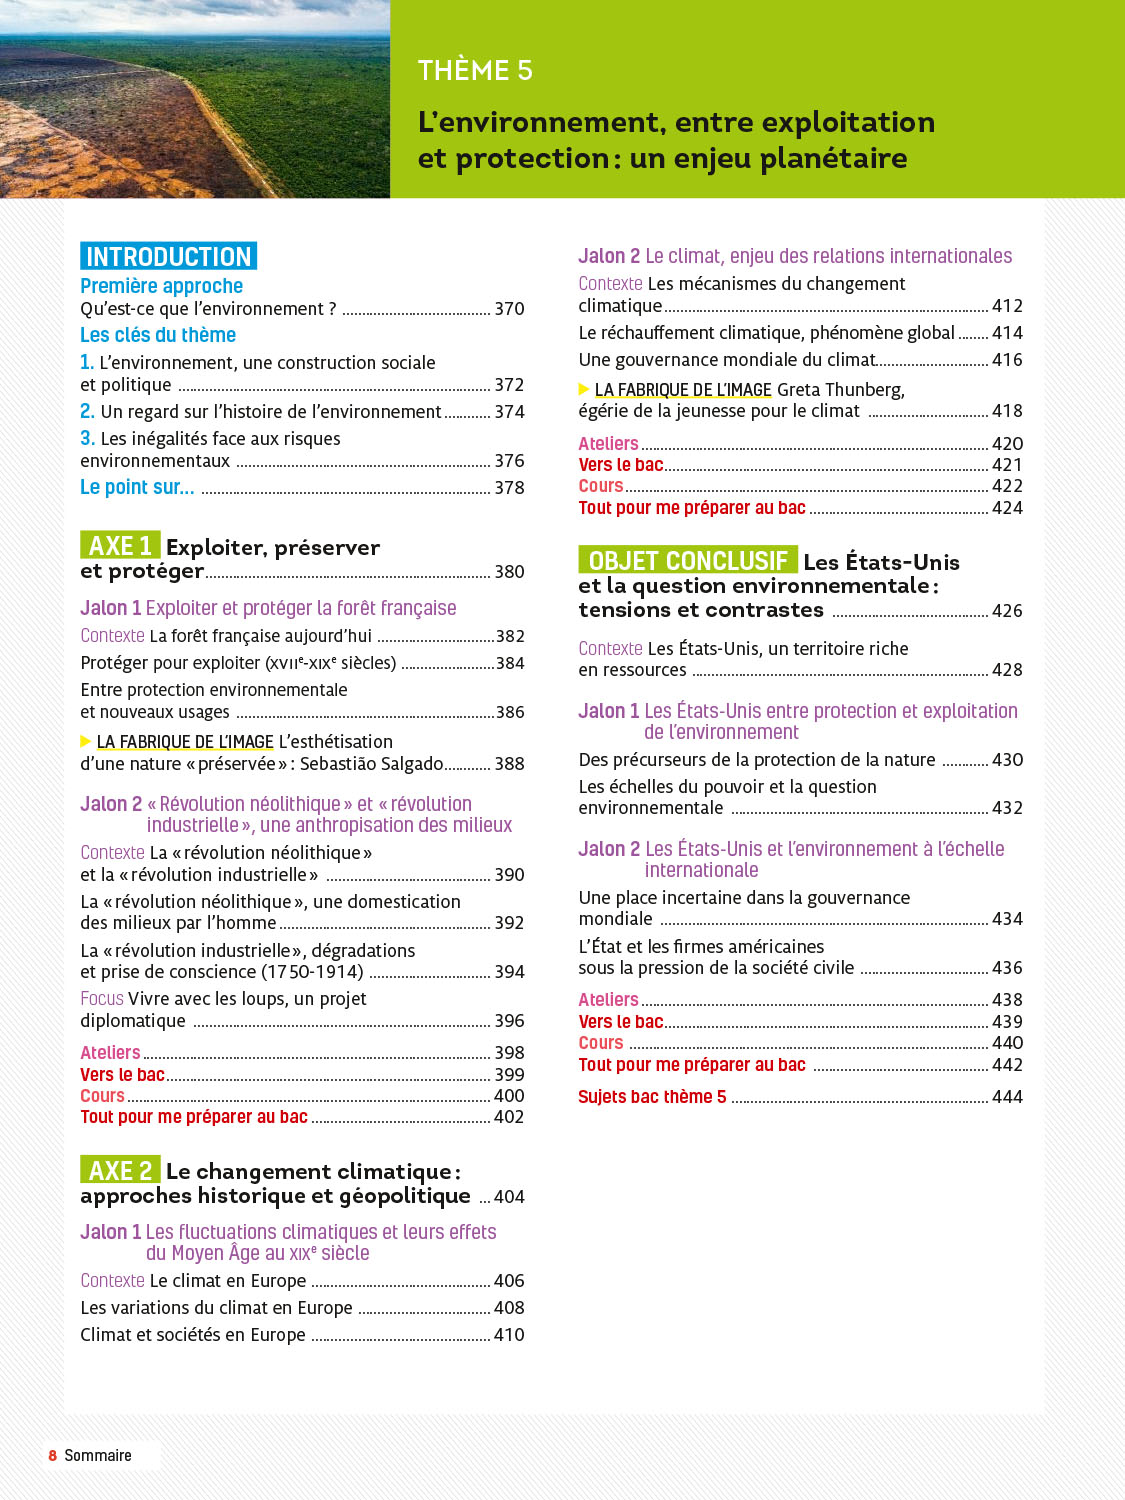 THÈME 5
L’environnement, entre exploitation
et protection : un enjeu planétaire
INTRODUCTION
Première approche
Qu’est-ce que l’environnement ? ..................................... 370
Les clés du thème
1. L’environnement, une construction sociale
et politique ..................................... 372
2. Un regard sur l’histoire de l’environnement ............ 374
3. Les inégalités face aux risques
environnementaux ..................................... 376
Le point sur... ..................................... 378
AXE 1 Exploiter, préserver
et protéger ..................................... 380
Jalon 1 Exploiter et protéger la forêt française
Contexte La forêt française aujourd’hui ..................................... 382
Protéger pour exploiter (XVIIe-XIXe siècles) ........................ 384
Entre protection environnementale
et nouveaux usages ..................................... 386
LA FABRIQUE DE L’IMAGE L’esthétisation
d’une nature « préservée » : Sebastião Salgado ............ 388
Jalon 2 « Révolution néolithique » et « révolution
industrielle », une anthropisation des milieux
Contexte La « révolution néolithique »
et la « révolution industrielle » ..................................... 390
La « révolution néolithique », une domestication
des milieux par l’homme ..................................... 392
La « révolution industrielle », dégradations
et prise de conscience (1750-1914) ..................................... 394
Focus Vivre avec les loups, un projet
diplomatique ..................................... 396
Ateliers ..................................... 398
Vers le bac ..................................... 399
Cours ..................................... 400
Tout pour me préparer au bac ..................................... 402
AXE 2 Le changement climatique :
approches historique et géopolitique ... 404
Jalon 1 Les fluctuations climatiques et leurs effets
du Moyen Âge au XIXe siècle
Contexte Le climat en Europe ..................................... 406
Les variations du climat en Europe ..................................... 408
Climat et sociétés en Europe ..................................... 410
Jalon 2 Le climat, enjeu des relations internationales
Contexte Les mécanismes du changement
climatique ..................................... 412
Le réchauffement climatique, phénomène global ........ 414
Une gouvernance mondiale du climat ............................ 416
LA FABRIQUE DE L’IMAGE Greta Thunberg,
égérie de la jeunesse pour le climat .............................. 418
Ateliers ..................................... 420
Vers le bac ..................................... 421
Cours ..................................... 422
Tout pour me préparer au bac ..................................... 424
OBJET CONCLUSIF Les États-Unis
et la question environnementale :
tensions et contrastes ..................................... 426
Contexte Les États-Unis, un territoire riche
en ressources ..................................... 428
Jalon 1 Les États-Unis entre protection et exploitation
de l’environnement
Des précurseurs de la protection de la nature ............ 430
Les échelles du pouvoir et la question
environnementale ..................................... 432
Jalon 2 Les États-Unis et l’environnement à l’échelle
internationale
Une place incertaine dans la gouvernance
mondiale ..................................... 434
L’État et les firmes américaines
sous la pression de la société civile ................................ 436
Ateliers ..................................... 438
Vers le bac ..................................... 439
Cours ..................................... 440
Tout pour me préparer au bac ..................................... 442
Sujets bac thème 5 ..................................... 444
8 Sommaire